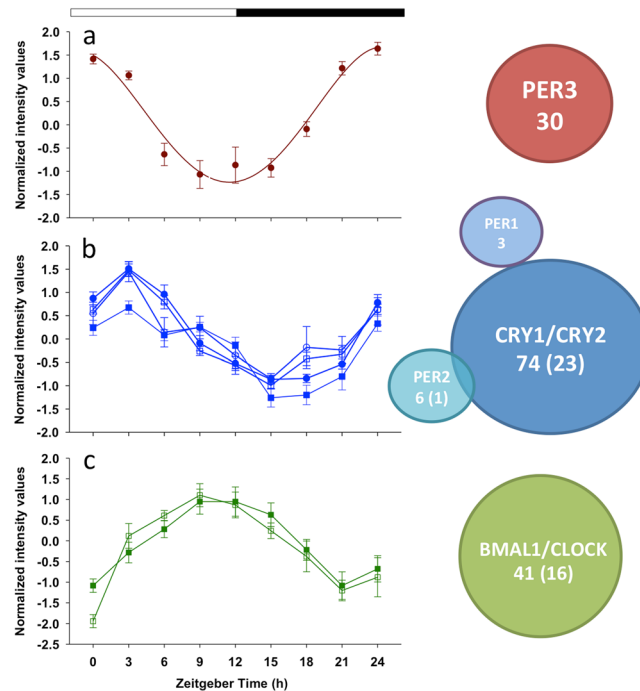 a
Normalized intensity values
2.0
1.5
1.0
0.5
0.0
-0.5
-1.0
-1.5
-2.0
PER3
30
b
Normalized intensity values
2.0
1.5
1.0
0.5
0.0
-0.5
-1.0
-1.5
-2.0
PER1
3
CRY1/CRY2
74 (23)
PER2
6 (1)
c
Normalized intensity values
2.0
1.5
1.0
0.5
0.0
-0.5
-1.0
-1.5
-2.0
-2.5
BMAL1/CLOCK
41 (16)
0 3 6 9 12 15 18 21 24
Zeitgeber Time (h)